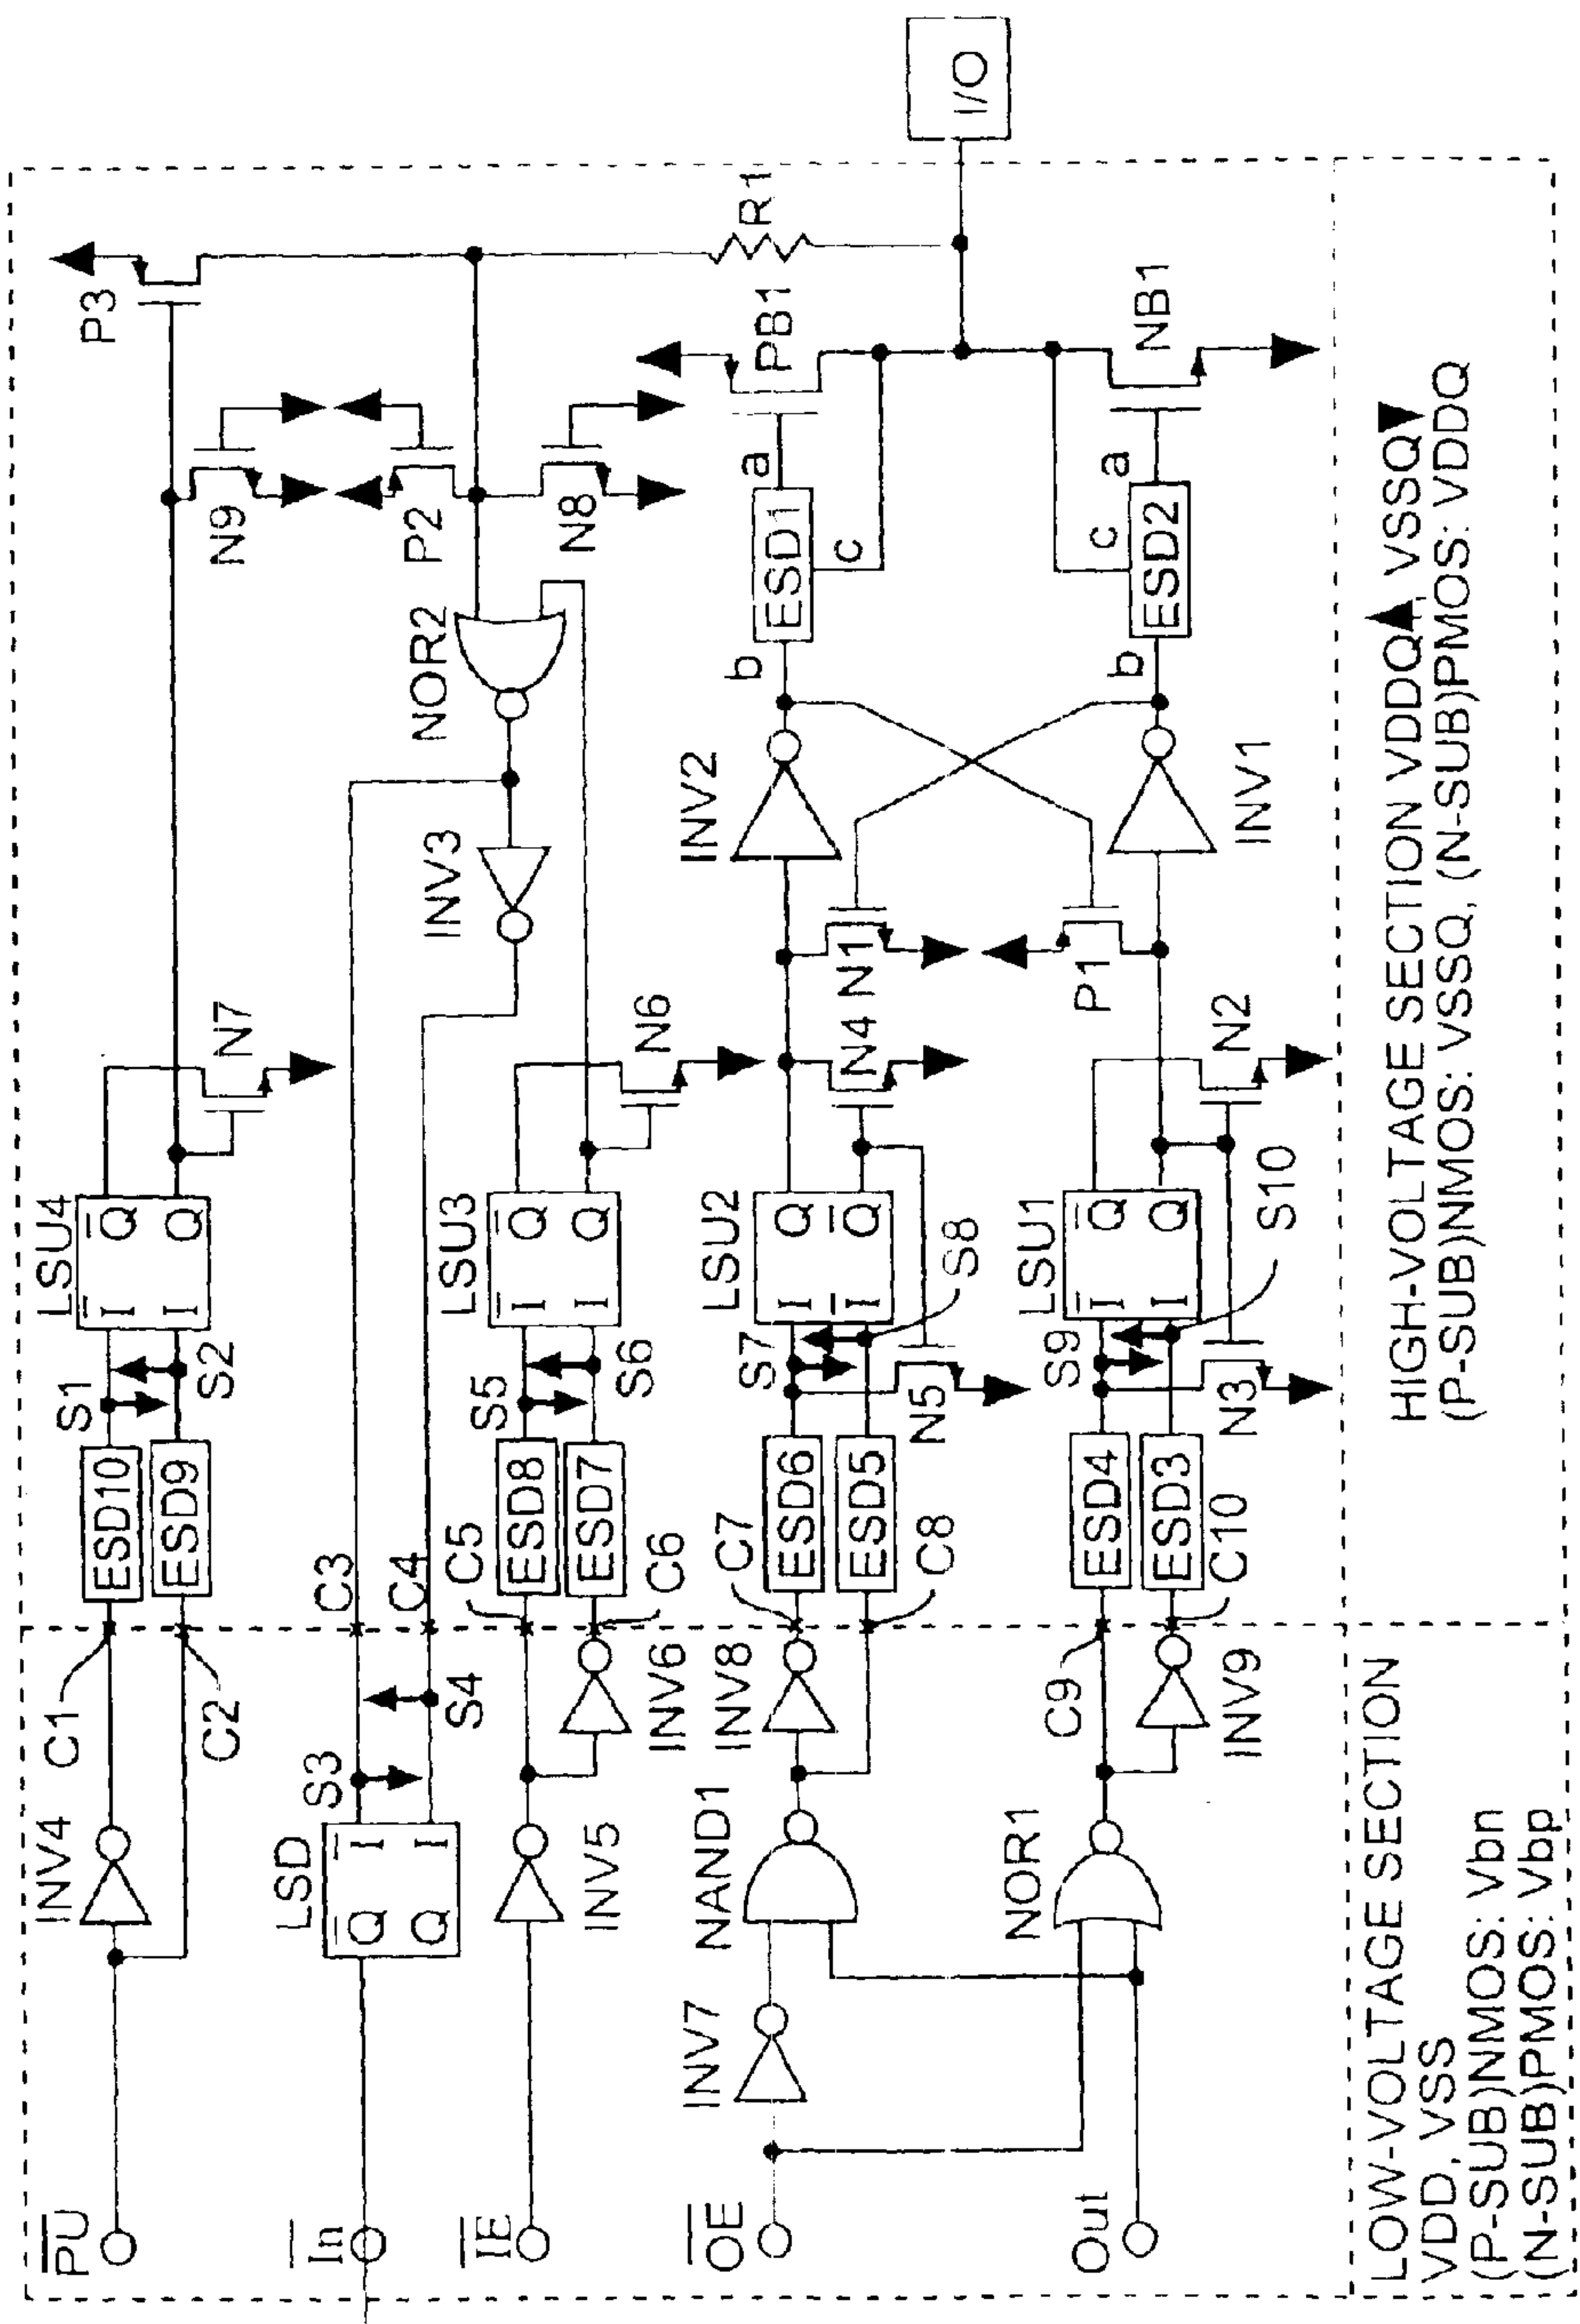 P3
I/O
R1
N9
P2
N8
PB1
NB1
a
ESD1
c
b
a
ESD2
c
b
NOR2
INV3
INV2
INV1
N1
P1
N7
N6
N4
N2
LSU4
I̅ Q̅
I Q
LSU3
I̅ Q̅
I Q
LSU2
I Q
I̅ Q̅
LSU1
I̅ Q̅
I Q
S1
S2
S5
S6
S7
S8
S9
S10
N5
N3
ESD10
ESD9
ESD8
ESD7
ESD6
ESD5
ESD4
ESD3
C1
C2
C3
C4
C5
C6
C7
C8
C9
C10
S3
S4
INV4
LSD
Q̅ I̅
Q I
INV5
INV6
INV8
NAND1
INV7
NOR1
INV9
P̅U̅
I̅n̅
I̅E̅
O̅E̅
Out
LOW-VOLTAGE SECTION
VDD, VSS
(P-SUB)NMOS: Vbn
(N-SUB)PMOS: Vbp
HIGH-VOLTAGE SECTION VDDQ▲, VSSQ▼
(P-SUB)NMOS: VSSQ, (N-SUB)PMOS: VDDQ